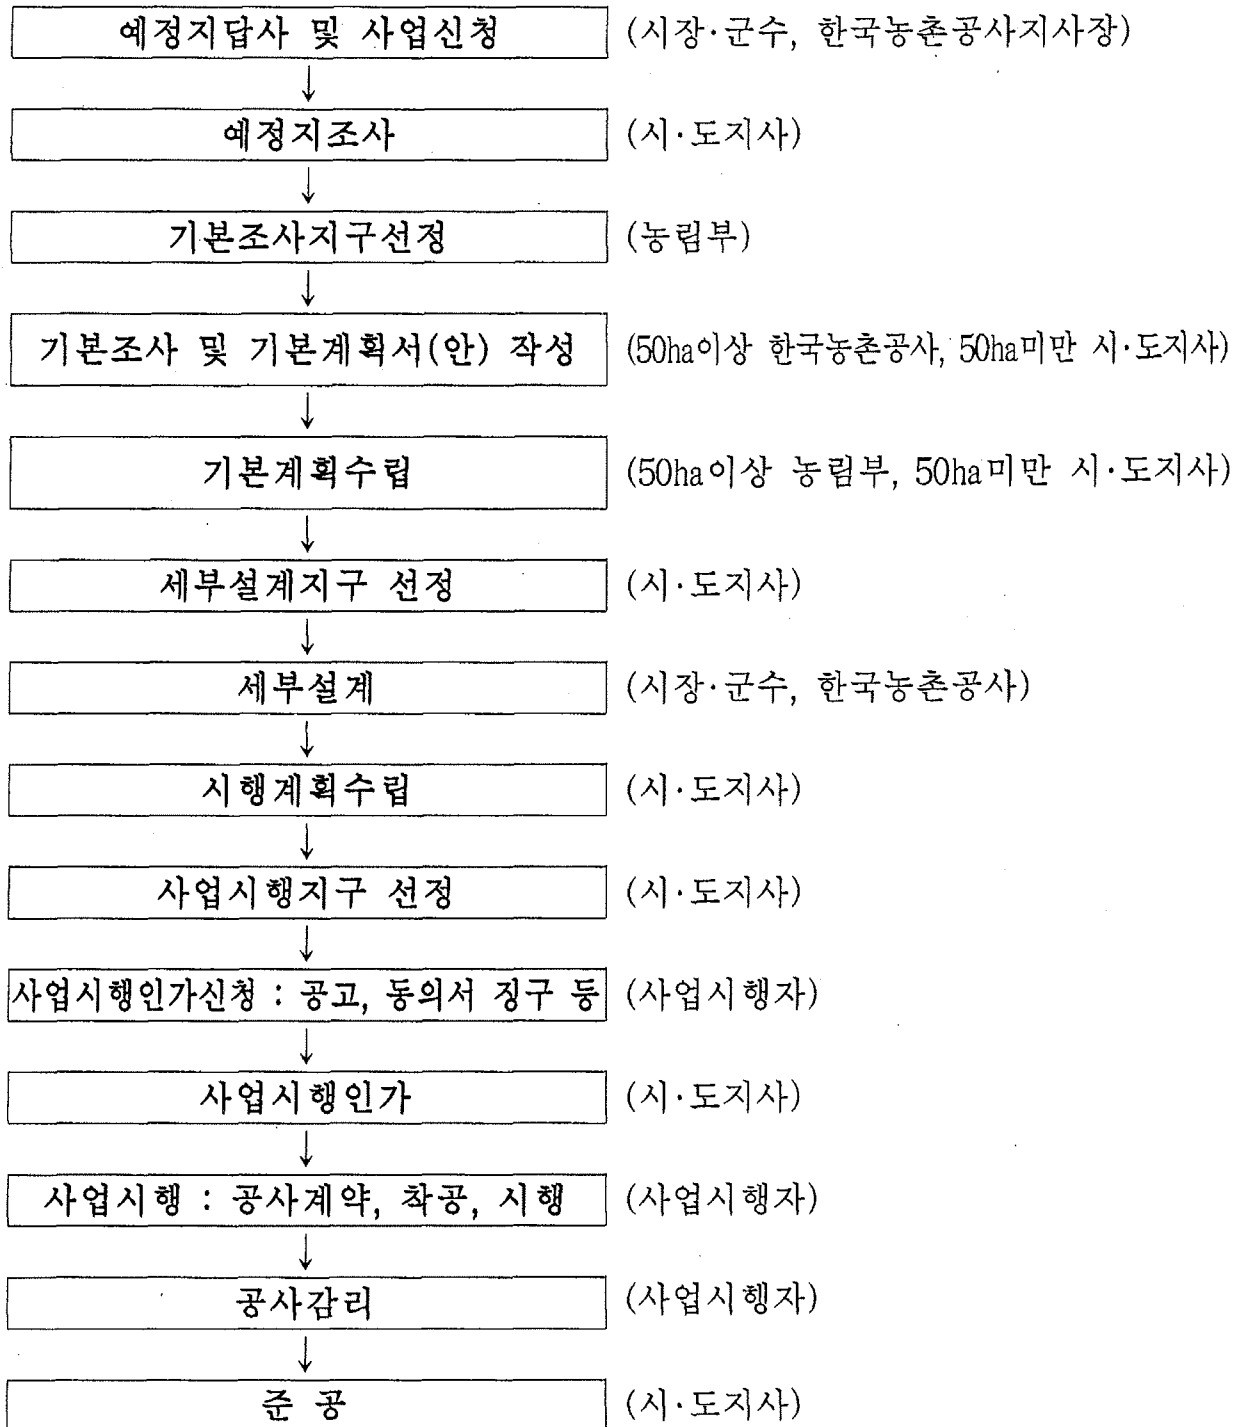 예정지답사 및 사업신청 (시장·군수, 한국농촌공사지사장)
↓
예정지조사 (시·도지사)
↓
기본조사지구선정 (농림부)
↓
기본조사 및 기본계획서(안) 작성 (50ha이상 한국농촌공사, 50ha미만 시·도지사)
↓
기본계획수립 (50ha이상 농림부, 50ha미만 시·도지사)
↓
세부설계지구 선정 (시·도지사)
↓
세부설계 (시장·군수, 한국농촌공사)
↓
시행계획수립 (시·도지사)
↓
사업시행지구 선정 (시·도지사)
↓
사업시행인가신청 : 공고, 동의서 징구 등 (사업시행자)
↓
사업시행인가 (시·도지사)
↓
사업시행 : 공사계약, 착공, 시행 (사업시행자)
↓
공사감리 (사업시행자)
↓
준 공 (시·도지사)